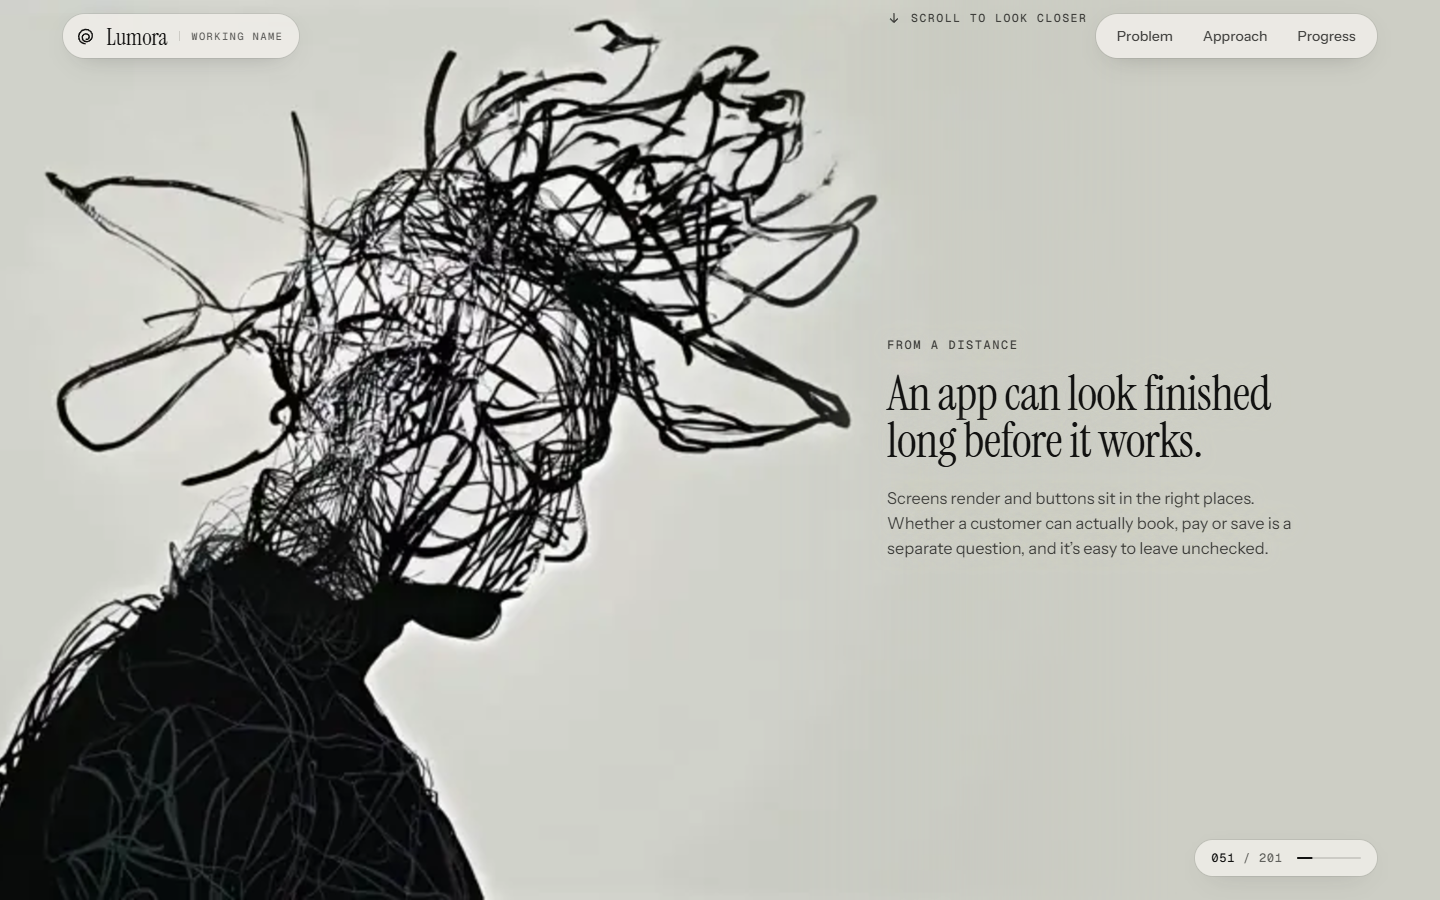 Lumora
WORKING NAME
↓ SCROLL TO LOOK CLOSER
Problem
Approach
Progress
FROM A DISTANCE
An app can look finished
long before it works.
Screens render and buttons sit in the right places.
Whether a customer can actually book, pay or save is a
separate question, and it’s easy to leave unchecked.
051 / 201